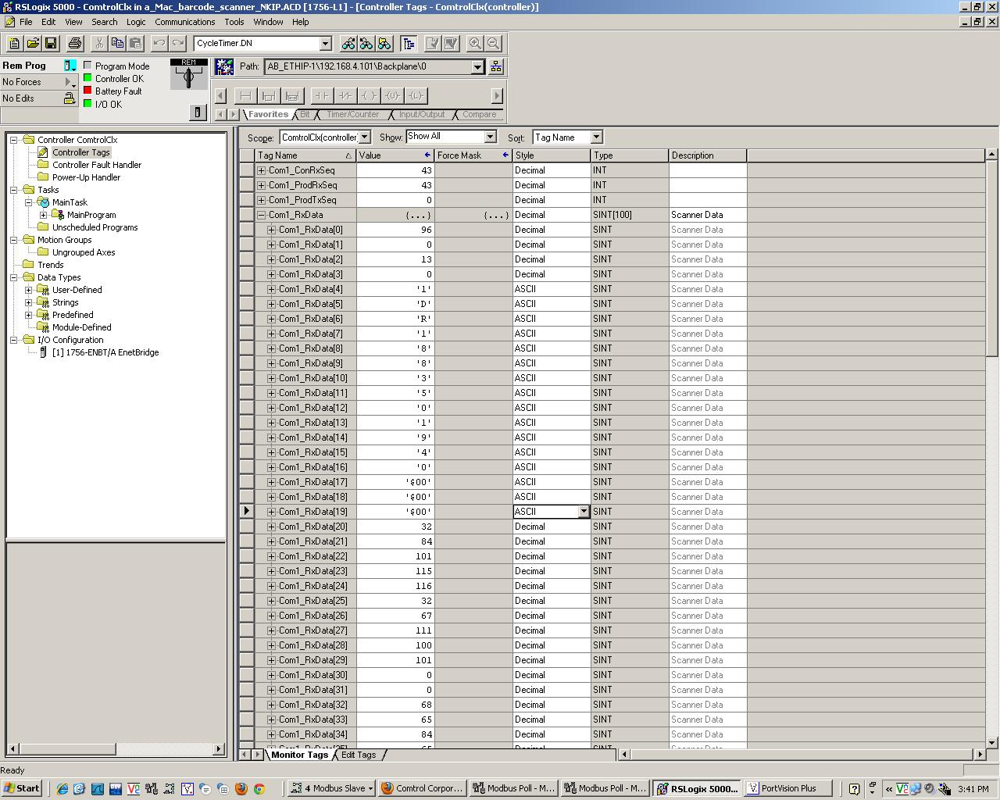 RSLogix 5000 - ComtrolClx in a_Mac_barcode_scanner_NKIP.ACD [1756-L1] - [Controller Tags - ComtrolClx(controller)]
File Edit View Search Logic Communications Tools Window Help
CycleTimer.DN
Rem Prog
No Forces
No Edits
Program Mode
Controller OK
Battery Fault
I/O OK
REM
Path: AB_ETHIP-1\192.168.4.101\Backplane\0
Favorites Bit Timer/Counter Input/Output Compare
Controller ComtrolClx
Controller Tags
Controller Fault Handler
Power-Up Handler
Tasks
MainTask
MainProgram
Unscheduled Programs
Motion Groups
Ungrouped Axes
Trends
Data Types
User-Defined
Strings
Predefined
Module-Defined
I/O Configuration
[1] 1756-ENBT/A EnetBridge
Scope: ComtrolClx(controller) Show: Show All Sort: Tag Name
Tag Name Value Force Mask Style Type Description
Com1_ConRxSeq 43 Decimal INT
Com1_ProdRxSeq 43 Decimal INT
Com1_ProdTxSeq 0 Decimal INT
Com1_RxData {...} {...} Decimal SINT[100] Scanner Data
Com1_RxData[0] 96 Decimal SINT Scanner Data
Com1_RxData[1] 0 Decimal SINT Scanner Data
Com1_RxData[2] 13 Decimal SINT Scanner Data
Com1_RxData[3] 0 Decimal SINT Scanner Data
Com1_RxData[4] '1' ASCII SINT Scanner Data
Com1_RxData[5] 'D' ASCII SINT Scanner Data
Com1_RxData[6] 'R' ASCII SINT Scanner Data
Com1_RxData[7] '1' ASCII SINT Scanner Data
Com1_RxData[8] '8' ASCII SINT Scanner Data
Com1_RxData[9] '8' ASCII SINT Scanner Data
Com1_RxData[10] '3' ASCII SINT Scanner Data
Com1_RxData[11] '5' ASCII SINT Scanner Data
Com1_RxData[12] '0' ASCII SINT Scanner Data
Com1_RxData[13] '1' ASCII SINT Scanner Data
Com1_RxData[14] '9' ASCII SINT Scanner Data
Com1_RxData[15] '4' ASCII SINT Scanner Data
Com1_RxData[16] '0' ASCII SINT Scanner Data
Com1_RxData[17] '$00' ASCII SINT Scanner Data
Com1_RxData[18] '$00' ASCII SINT Scanner Data
Com1_RxData[19] '$00' ASCII SINT Scanner Data
Com1_RxData[20] 32 Decimal SINT Scanner Data
Com1_RxData[21] 84 Decimal SINT Scanner Data
Com1_RxData[22] 101 Decimal SINT Scanner Data
Com1_RxData[23] 115 Decimal SINT Scanner Data
Com1_RxData[24] 116 Decimal SINT Scanner Data
Com1_RxData[25] 32 Decimal SINT Scanner Data
Com1_RxData[26] 67 Decimal SINT Scanner Data
Com1_RxData[27] 111 Decimal SINT Scanner Data
Com1_RxData[28] 100 Decimal SINT Scanner Data
Com1_RxData[29] 101 Decimal SINT Scanner Data
Com1_RxData[30] 0 Decimal SINT Scanner Data
Com1_RxData[31] 0 Decimal SINT Scanner Data
Com1_RxData[32] 68 Decimal SINT Scanner Data
Com1_RxData[33] 65 Decimal SINT Scanner Data
Com1_RxData[34] 84 Decimal SINT Scanner Data
Monitor Tags Edit Tags
Ready
Start 4 Modbus Slave Comtrol Corpor... Modbus Poll - M... Modbus Poll - M... RSLogix 5000... PortVision Plus 3:41 PM